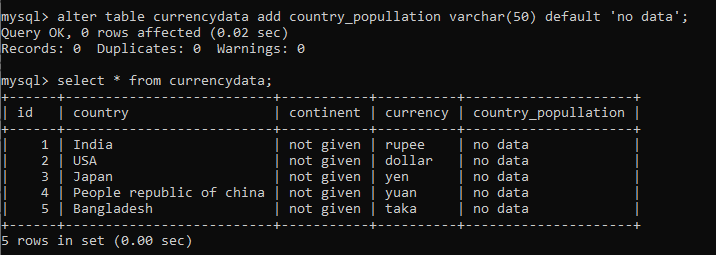 mysql> alter table currencydata add country_popullation varchar(50) default 'no data';
Query OK, 0 rows affected (0.02 sec)
Records: 0  Duplicates: 0  Warnings: 0
mysql> select * from currencydata;
+------+--------------------------+-----------+----------+---------------------+
| id   | country                  | continent | currency | country_popullation |
+------+--------------------------+-----------+----------+---------------------+
|    1 | India                    | not given | rupee    | no data             |
|    2 | USA                      | not given | dollar   | no data             |
|    3 | Japan                    | not given | yen      | no data             |
|    4 | People republic of china | not given | yuan     | no data             |
|    5 | Bangladesh               | not given | taka     | no data             |
+------+--------------------------+-----------+----------+---------------------+
5 rows in set (0.00 sec)